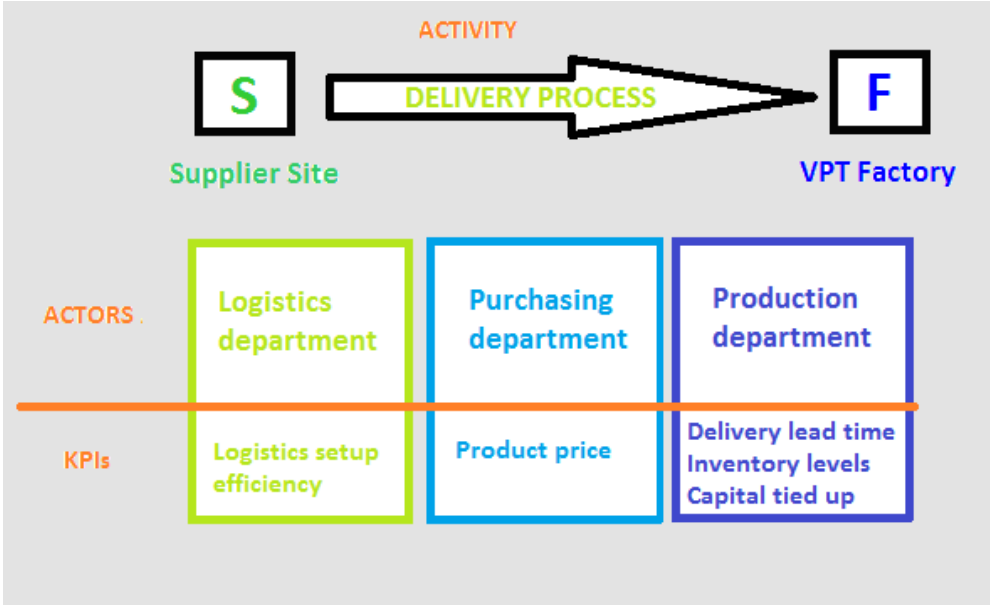 ACTIVITY
S
DELIVERY PROCESS
F
Supplier Site
VPT Factory
ACTORS .
Logistics
department
Purchasing
department
Production
department
KPIs
Logistics setup
efficiency
Product price
Delivery lead time
Inventory levels
Capital tied up